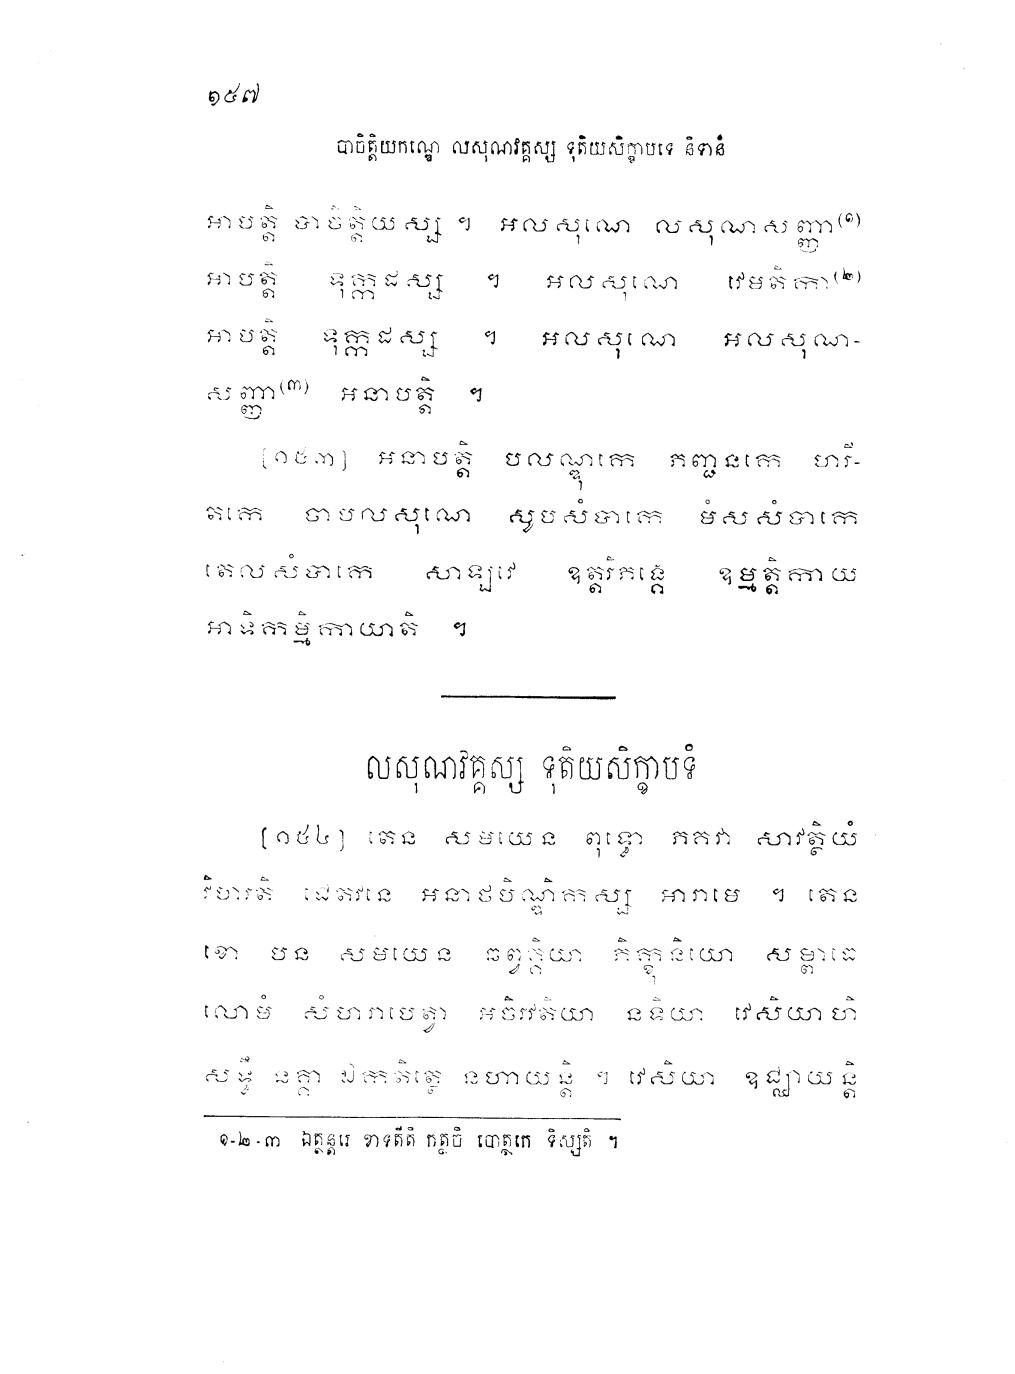 ១៥៧
បាចិត្តិយកណ្ឌេ លសុណវគ្គស្ស ទុតិយសិក្ខាបទេ និទានំ
អាបត្តិ បាចិត្តិយស្ស ។ អលសុណេ លសុណសញ្ញា(១)
អាបត្តិ ទុក្កដស្ស ។ អលសុណេ វេមតិកា(២)
អាបត្តិ ទុក្កដស្ស ។ អលសុណេ អលសុណ-
សញ្ញា(៣) អនាបត្តិ ។
[១៥៣] អនាបត្តិ បលណ្ឌុកេ ភញ្ជនកេ ហរី-
តកេ ចាបលសុណេ សូបសំបាកេ មំសសំបាកេ
តេលសំបាកេ សាឡវេ ឧត្តរិភង្គេ ឧម្មត្តិកាយ
អាទិកម្មិកាយាតិ ។
លសុណវគ្គស្ស ទុតិយសិក្ខាបទំ
[១៥៤] តេន សមយេន ពុទ្ធោ ភគវា សាវត្ថិយំ
វិហរតិ ជេតវនេ អនាថបិណ្ឌិកស្ស អារាមេ ។ តេន
ខោ បន សមយេន ឆព្វគ្គិយា ភិក្ខុនិយោ សម្ពាធេ
លោមំ សំហរាបេត្វា អចិរវតិយា នទិយា វេសិយាហិ
សទ្ធឹ នគ្គា ឯកតិត្ថេ នហាយន្តិ ។ វេសិយា ឧជ្ឈាយន្តិ
១-២-៣ ឯត្ថន្តរេ ខាទតីតិ កត្ថចិ បោត្ថកេ ទិស្សតិ ។